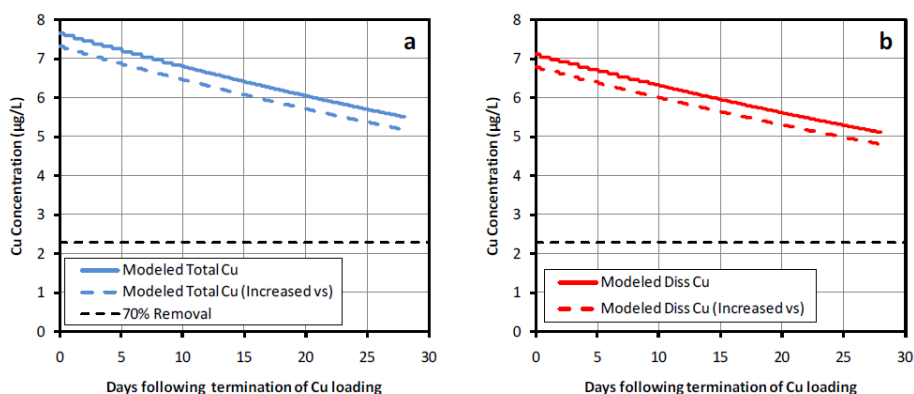 a
Cu Concentration (µg/L)
8
7
6
5
4
3
2
1
0
Modeled Total Cu
Modeled Total Cu (Increased vs)
70% Removal
0 5 10 15 20 25 30
Days following termination of Cu loading
b
Cu Concentration (µg/L)
8
7
6
5
4
3
2
1
0
Modeled Diss Cu
Modeled Diss Cu (Increased vs)
0 5 10 15 20 25 30
Days following termination of Cu loading